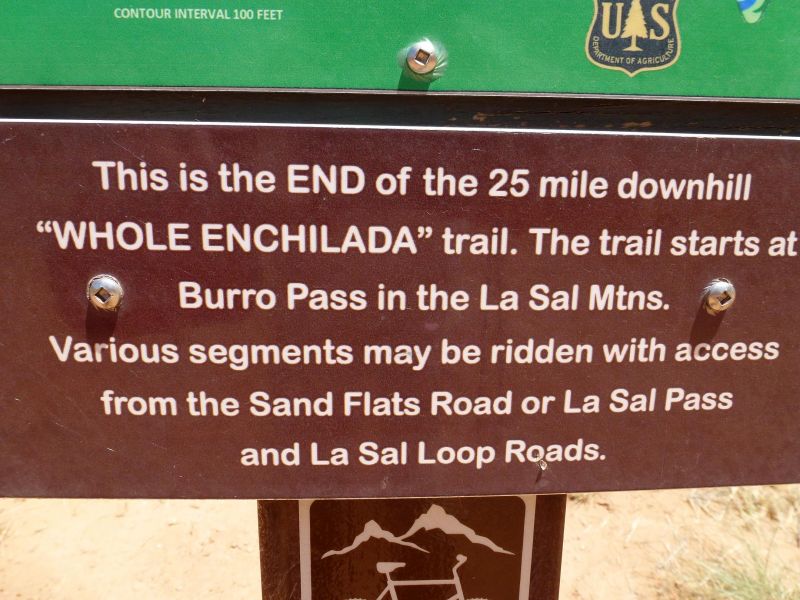 CONTOUR INTERVAL 100 FEET
US
DEPARTMENT OF AGRICULTURE
This is the END of the 25 mile downhill
“WHOLE ENCHILADA” trail. The trail starts at
Burro Pass in the La Sal Mtns.
Various segments may be ridden with access
from the Sand Flats Road or La Sal Pass
and La Sal Loop Roads.